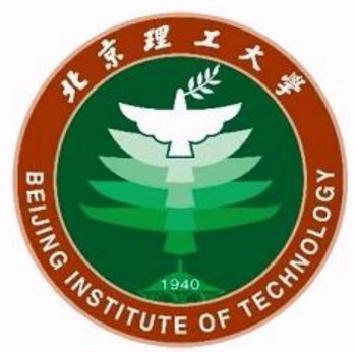 北京理工大學
1940
BEIJING INSTITUTE OF TECHNOLOGY